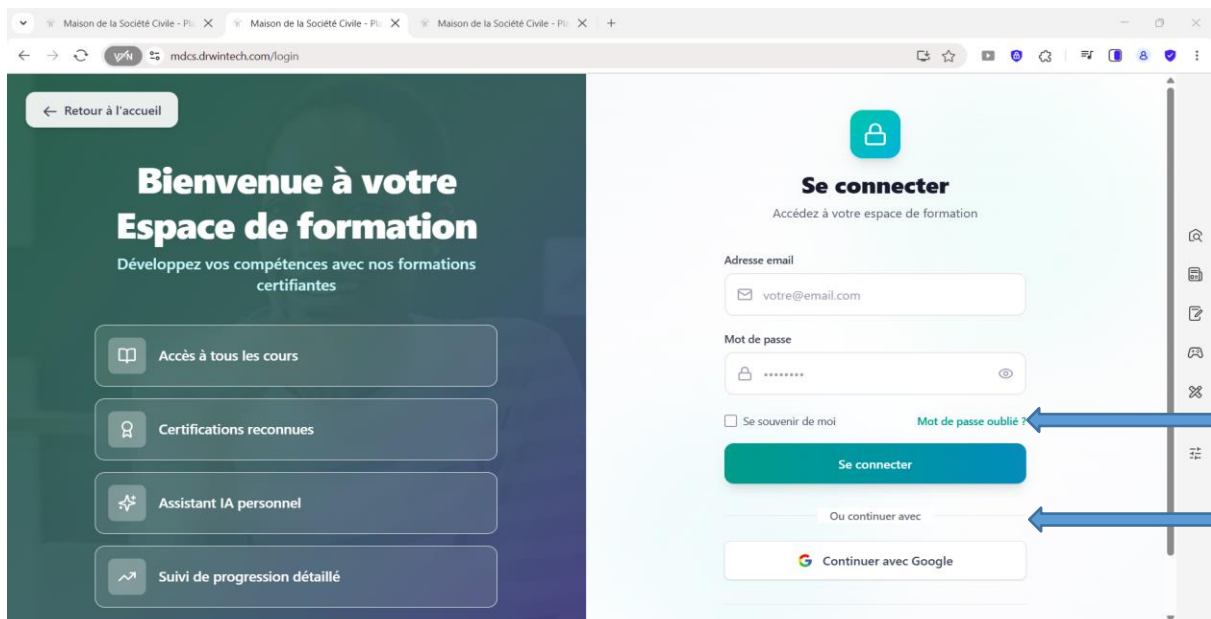 Maison de la Société Civile - Pl
Maison de la Société Civile - Pl
Maison de la Société Civile - Pl
VPN
mdcs.drwintech.com/login
← Retour à l'accueil
Bienvenue à votre
Espace de formation
Développez vos compétences avec nos formations
certifiantes
Accès à tous les cours
Certifications reconnues
Assistant IA personnel
Suivi de progression détaillé
Se connecter
Accédez à votre espace de formation
Adresse email
votre@email.com
Mot de passe
••••••••
Se souvenir de moi
Mot de passe oublié ?
Se connecter
Ou continuer avec
G Continuer avec Google